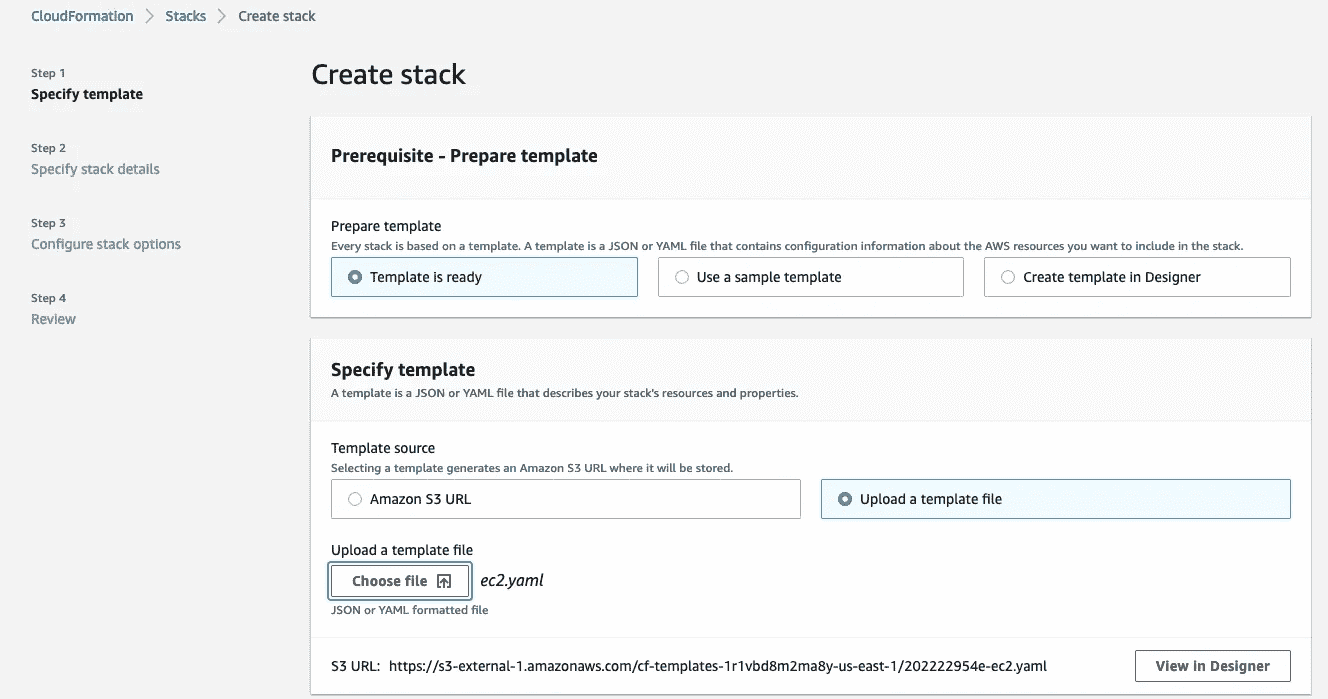 CloudFormation > Stacks > Create stack
Step 1
Specify template
Step 2
Specify stack details
Step 3
Configure stack options
Step 4
Review
Create stack
Prerequisite - Prepare template
Prepare template
Every stack is based on a template. A template is a JSON or YAML file that contains configuration information about the AWS resources you want to include in the stack.
Template is ready
Use a sample template
Create template in Designer
Specify template
A template is a JSON or YAML file that describes your stack's resources and properties.
Template source
Selecting a template generates an Amazon S3 URL where it will be stored.
Amazon S3 URL
Upload a template file
Upload a template file
Choose file ec2.yaml
JSON or YAML formatted file
S3 URL: https://s3-external-1.amazonaws.com/cf-templates-1r1vbd8m2ma8y-us-east-1/202222954e-ec2.yaml
View in Designer